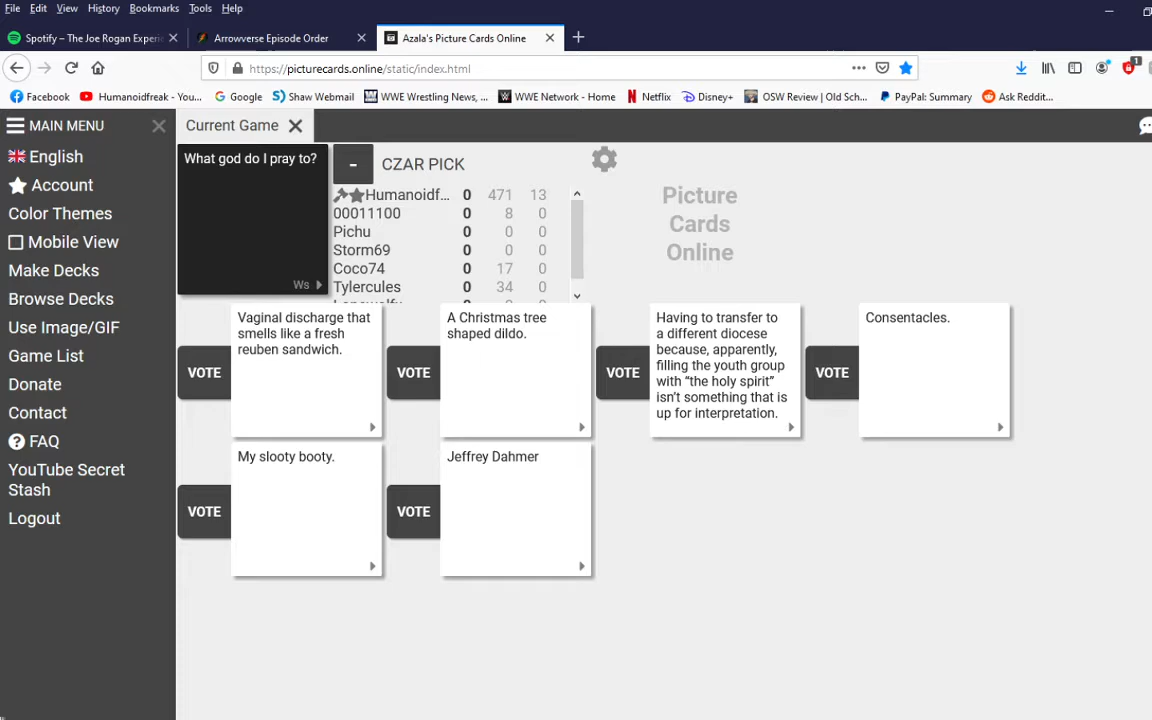 File Edit View History Bookmarks Tools Help
Spotify – The Joe Rogan Experi
Arrowverse Episode Order
Azala's Picture Cards Online
https://picturecards.online/static/index.html
1
Facebook
Humanoidfreak - You...
Google
Shaw Webmail
WWE Wrestling News, ...
WWE Network - Home
Netflix
Disney+
OSW Review | Old Sch...
PayPal: Summary
Ask Reddit...
MAIN MENU
English
Account
Color Themes
Mobile View
Make Decks
Browse Decks
Use Image/GIF
Game List
Donate
Contact
FAQ
YouTube Secret
Stash
Logout
Current Game
What god do I pray to?
Ws
-
CZAR PICK
Humanoidf... 0 471 13
00011100 0 8 0
Pichu 0 0 0
Storm69 0 0 0
Coco74 0 17 0
Tylercules 0 34 0
Picture
Cards
Online
VOTE
Vaginal discharge that
smells like a fresh
reuben sandwich.
VOTE
A Christmas tree
shaped dildo.
VOTE
Having to transfer to
a different diocese
because, apparently,
filling the youth group
with “the holy spirit”
isn’t something that is
up for interpretation.
VOTE
Consentacles.
VOTE
My slooty booty.
VOTE
Jeffrey Dahmer